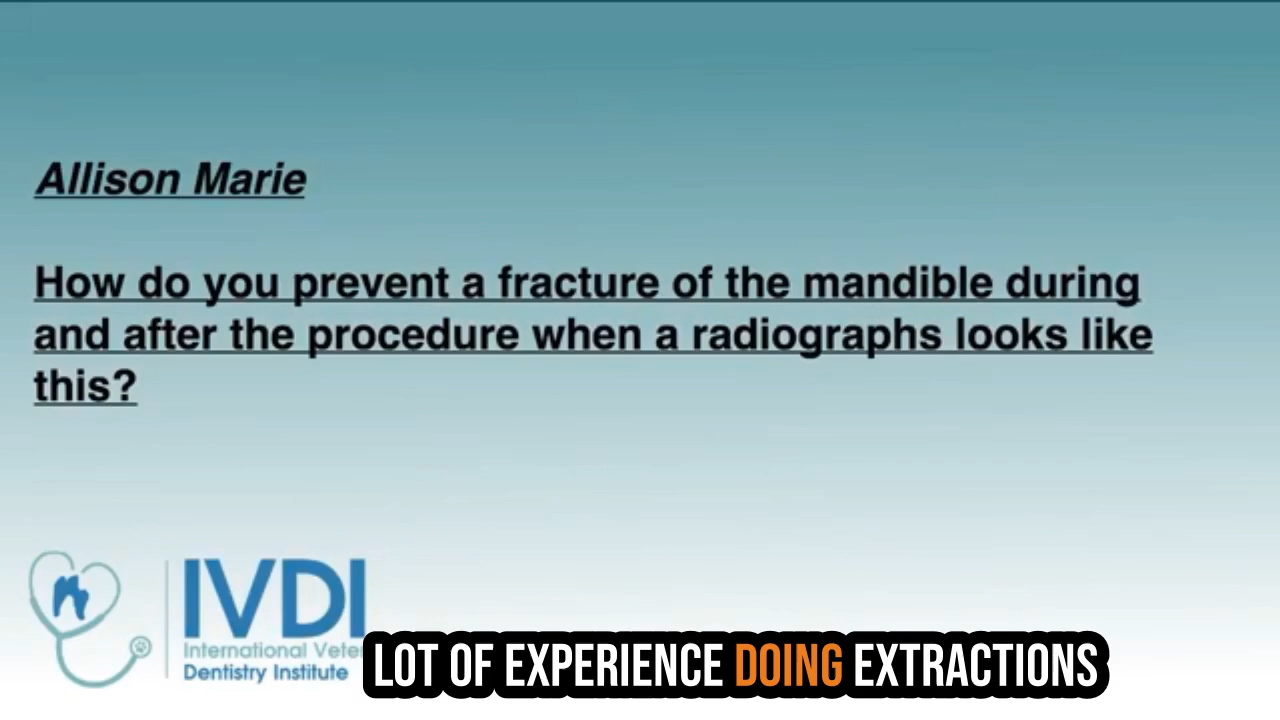 Allison Marie
How do you prevent a fracture of the mandible during
and after the procedure when a radiographs looks like
this?
IVDI
International
Dentistry Institute
LOT OF EXPERIENCE DOING EXTRACTIONS